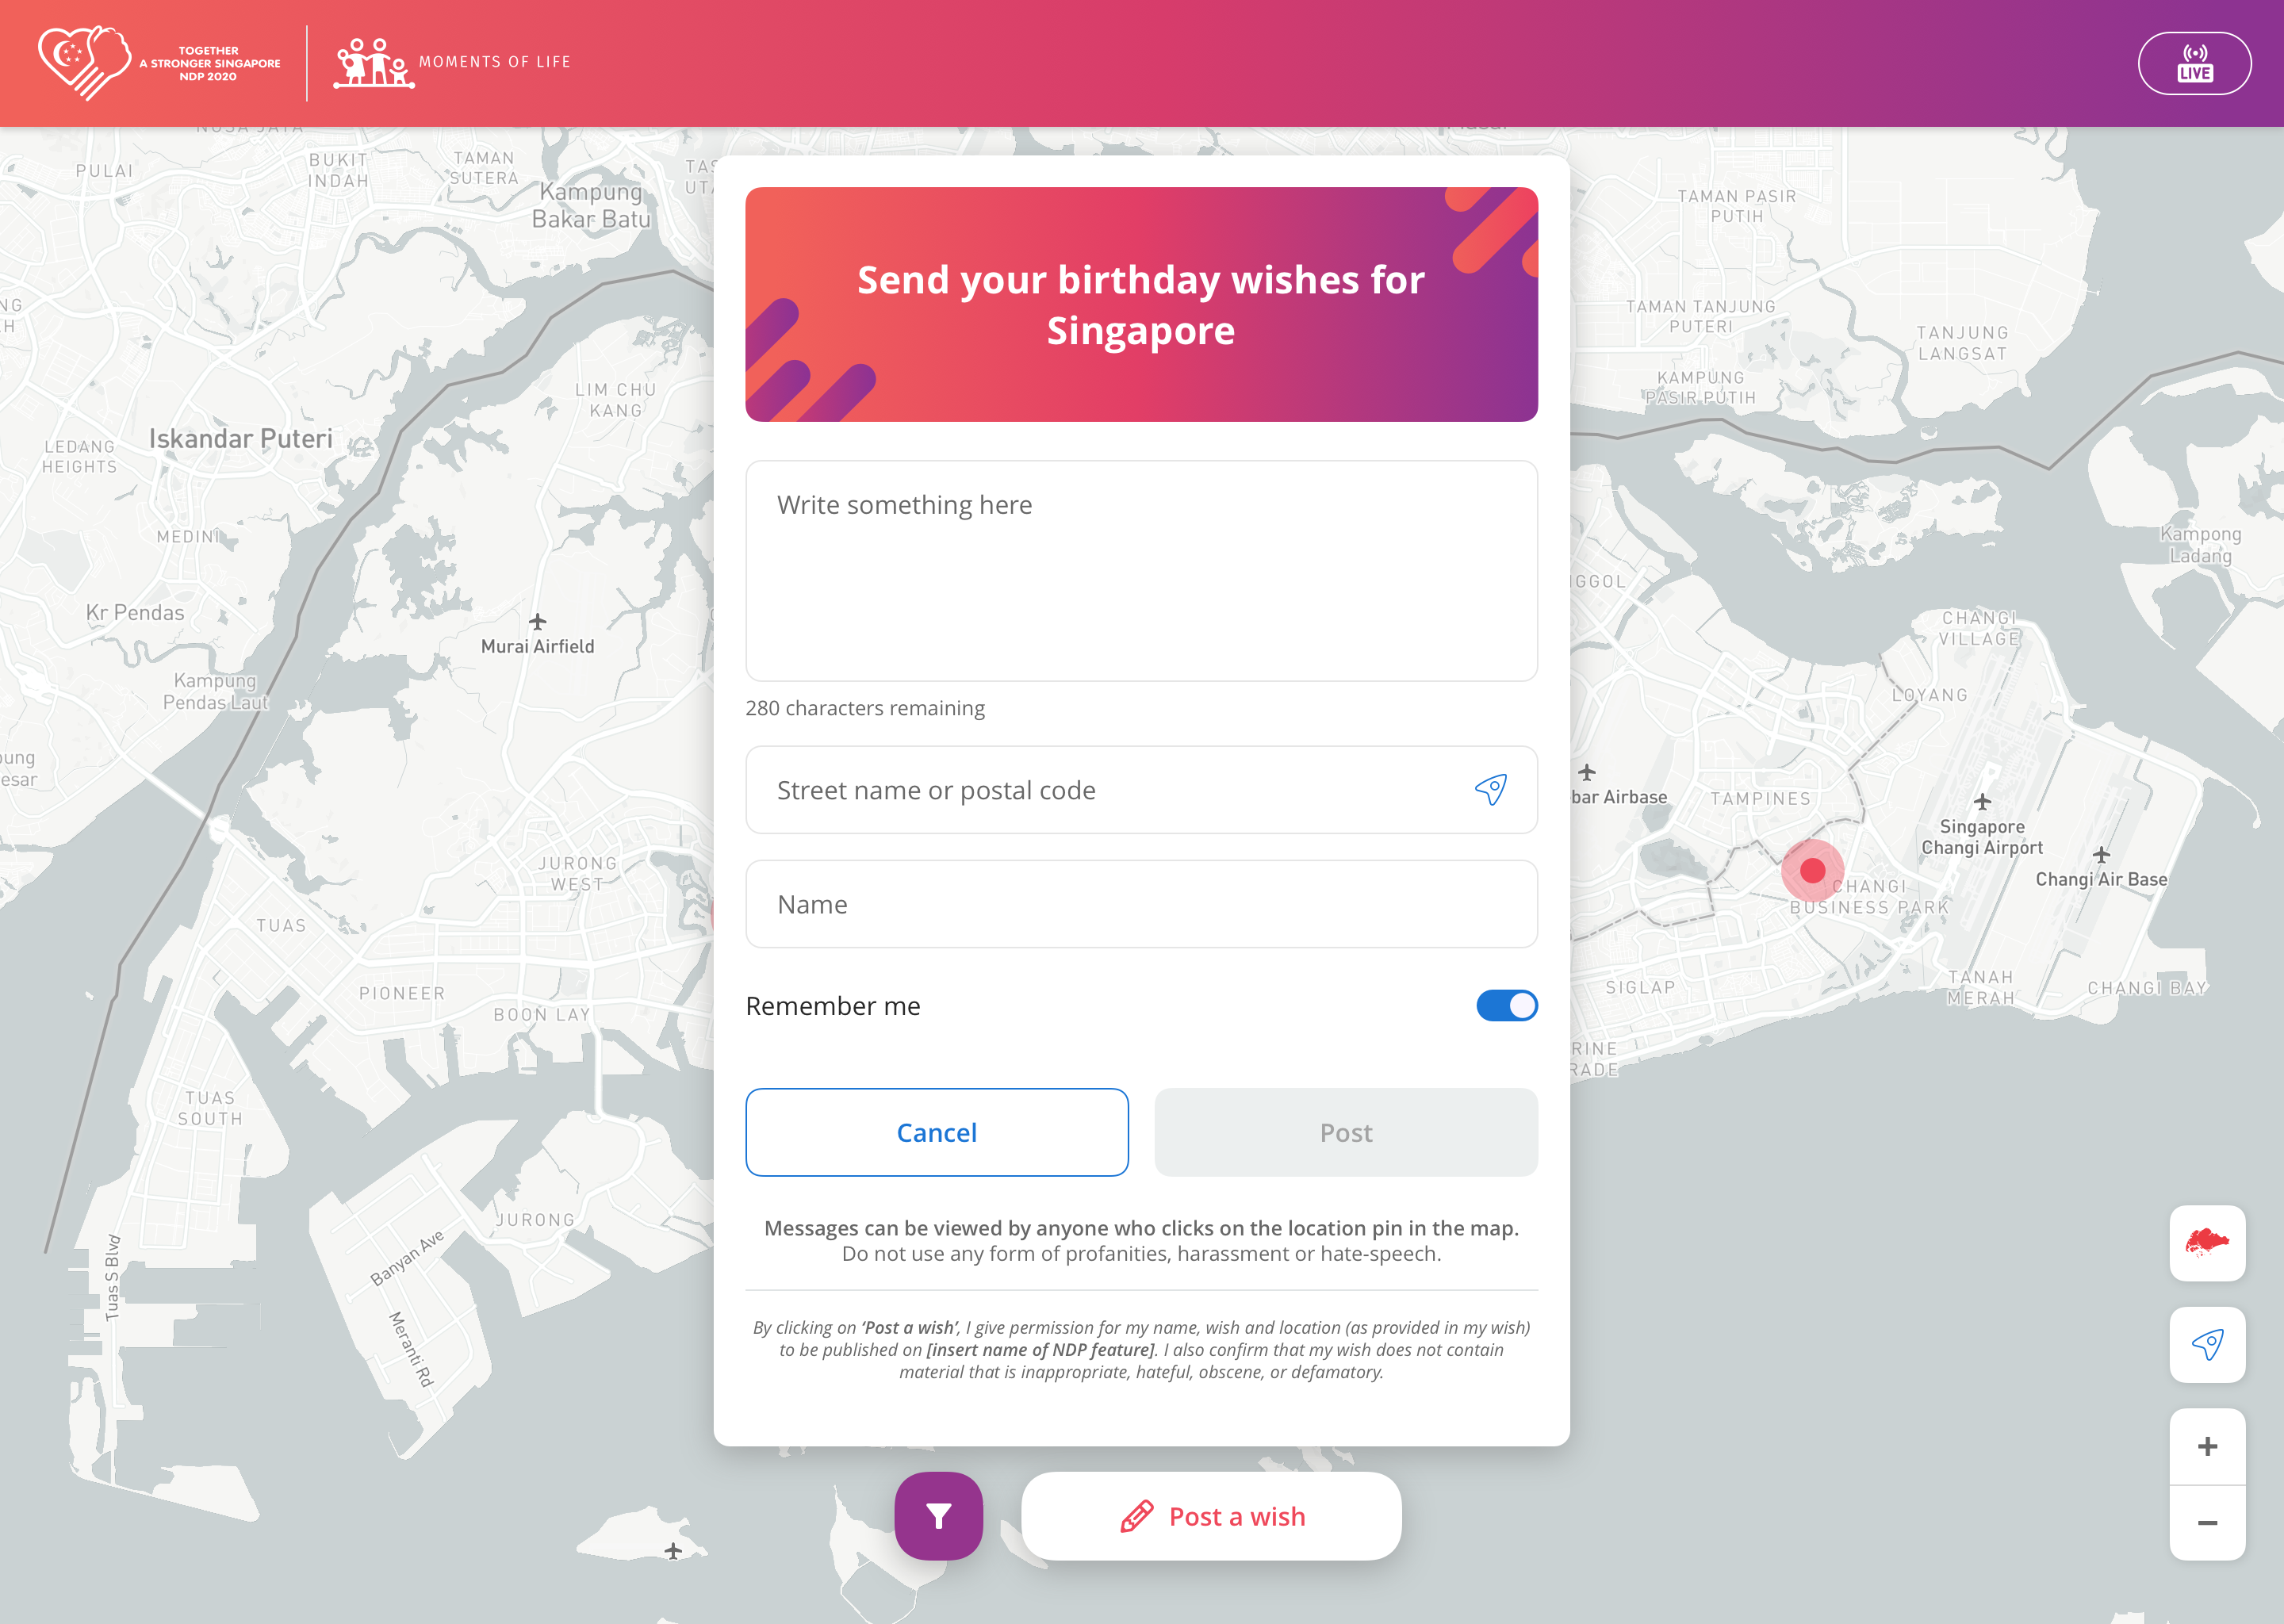 TOGETHER
A STRONGER SINGAPORE
NDP 2020
MOMENTS OF LIFE
LIVE
PULAI
BUKIT
INDAH
TAMAN
SUTERA
Kampung
Bakar Batu
TAMAN PASIR
PUTIH
TAMAN TANJUNG
PUTERI
TANJUNG
LANGSAT
KAMPUNG
PASIR PUTIH
LIM CHU
KANG
Iskandar Puteri
LEDANG
HEIGHTS
MEDINI
Kr Pendas
Murai Airfield
Kampung
Pendas Laut
Kampong
Ladang
CHANGI
VILLAGE
LOYANG
bar Airbase
TAMPINES
Singapore
Changi Airport
Changi Air Base
CHANGI
BUSINESS PARK
JURONG
WEST
TUAS
PIONEER
BOON LAY
SIGLAP
TANAH
MERAH
CHANGI BAY
RINE
RADE
TUAS
SOUTH
JURONG
Tuas S Blvd
Banyan Ave
Meranti Rd
Send your birthday wishes for
Singapore
Write something here
280 characters remaining
Street name or postal code
Name
Remember me
Cancel
Post
Messages can be viewed by anyone who clicks on the location pin in the map.
Do not use any form of profanities, harassment or hate-speech.
By clicking on ‘Post a wish’, I give permission for my name, wish and location (as provided in my wish)
to be published on [insert name of NDP feature]. I also confirm that my wish does not contain
material that is inappropriate, hateful, obscene, or defamatory.
Post a wish
+
−